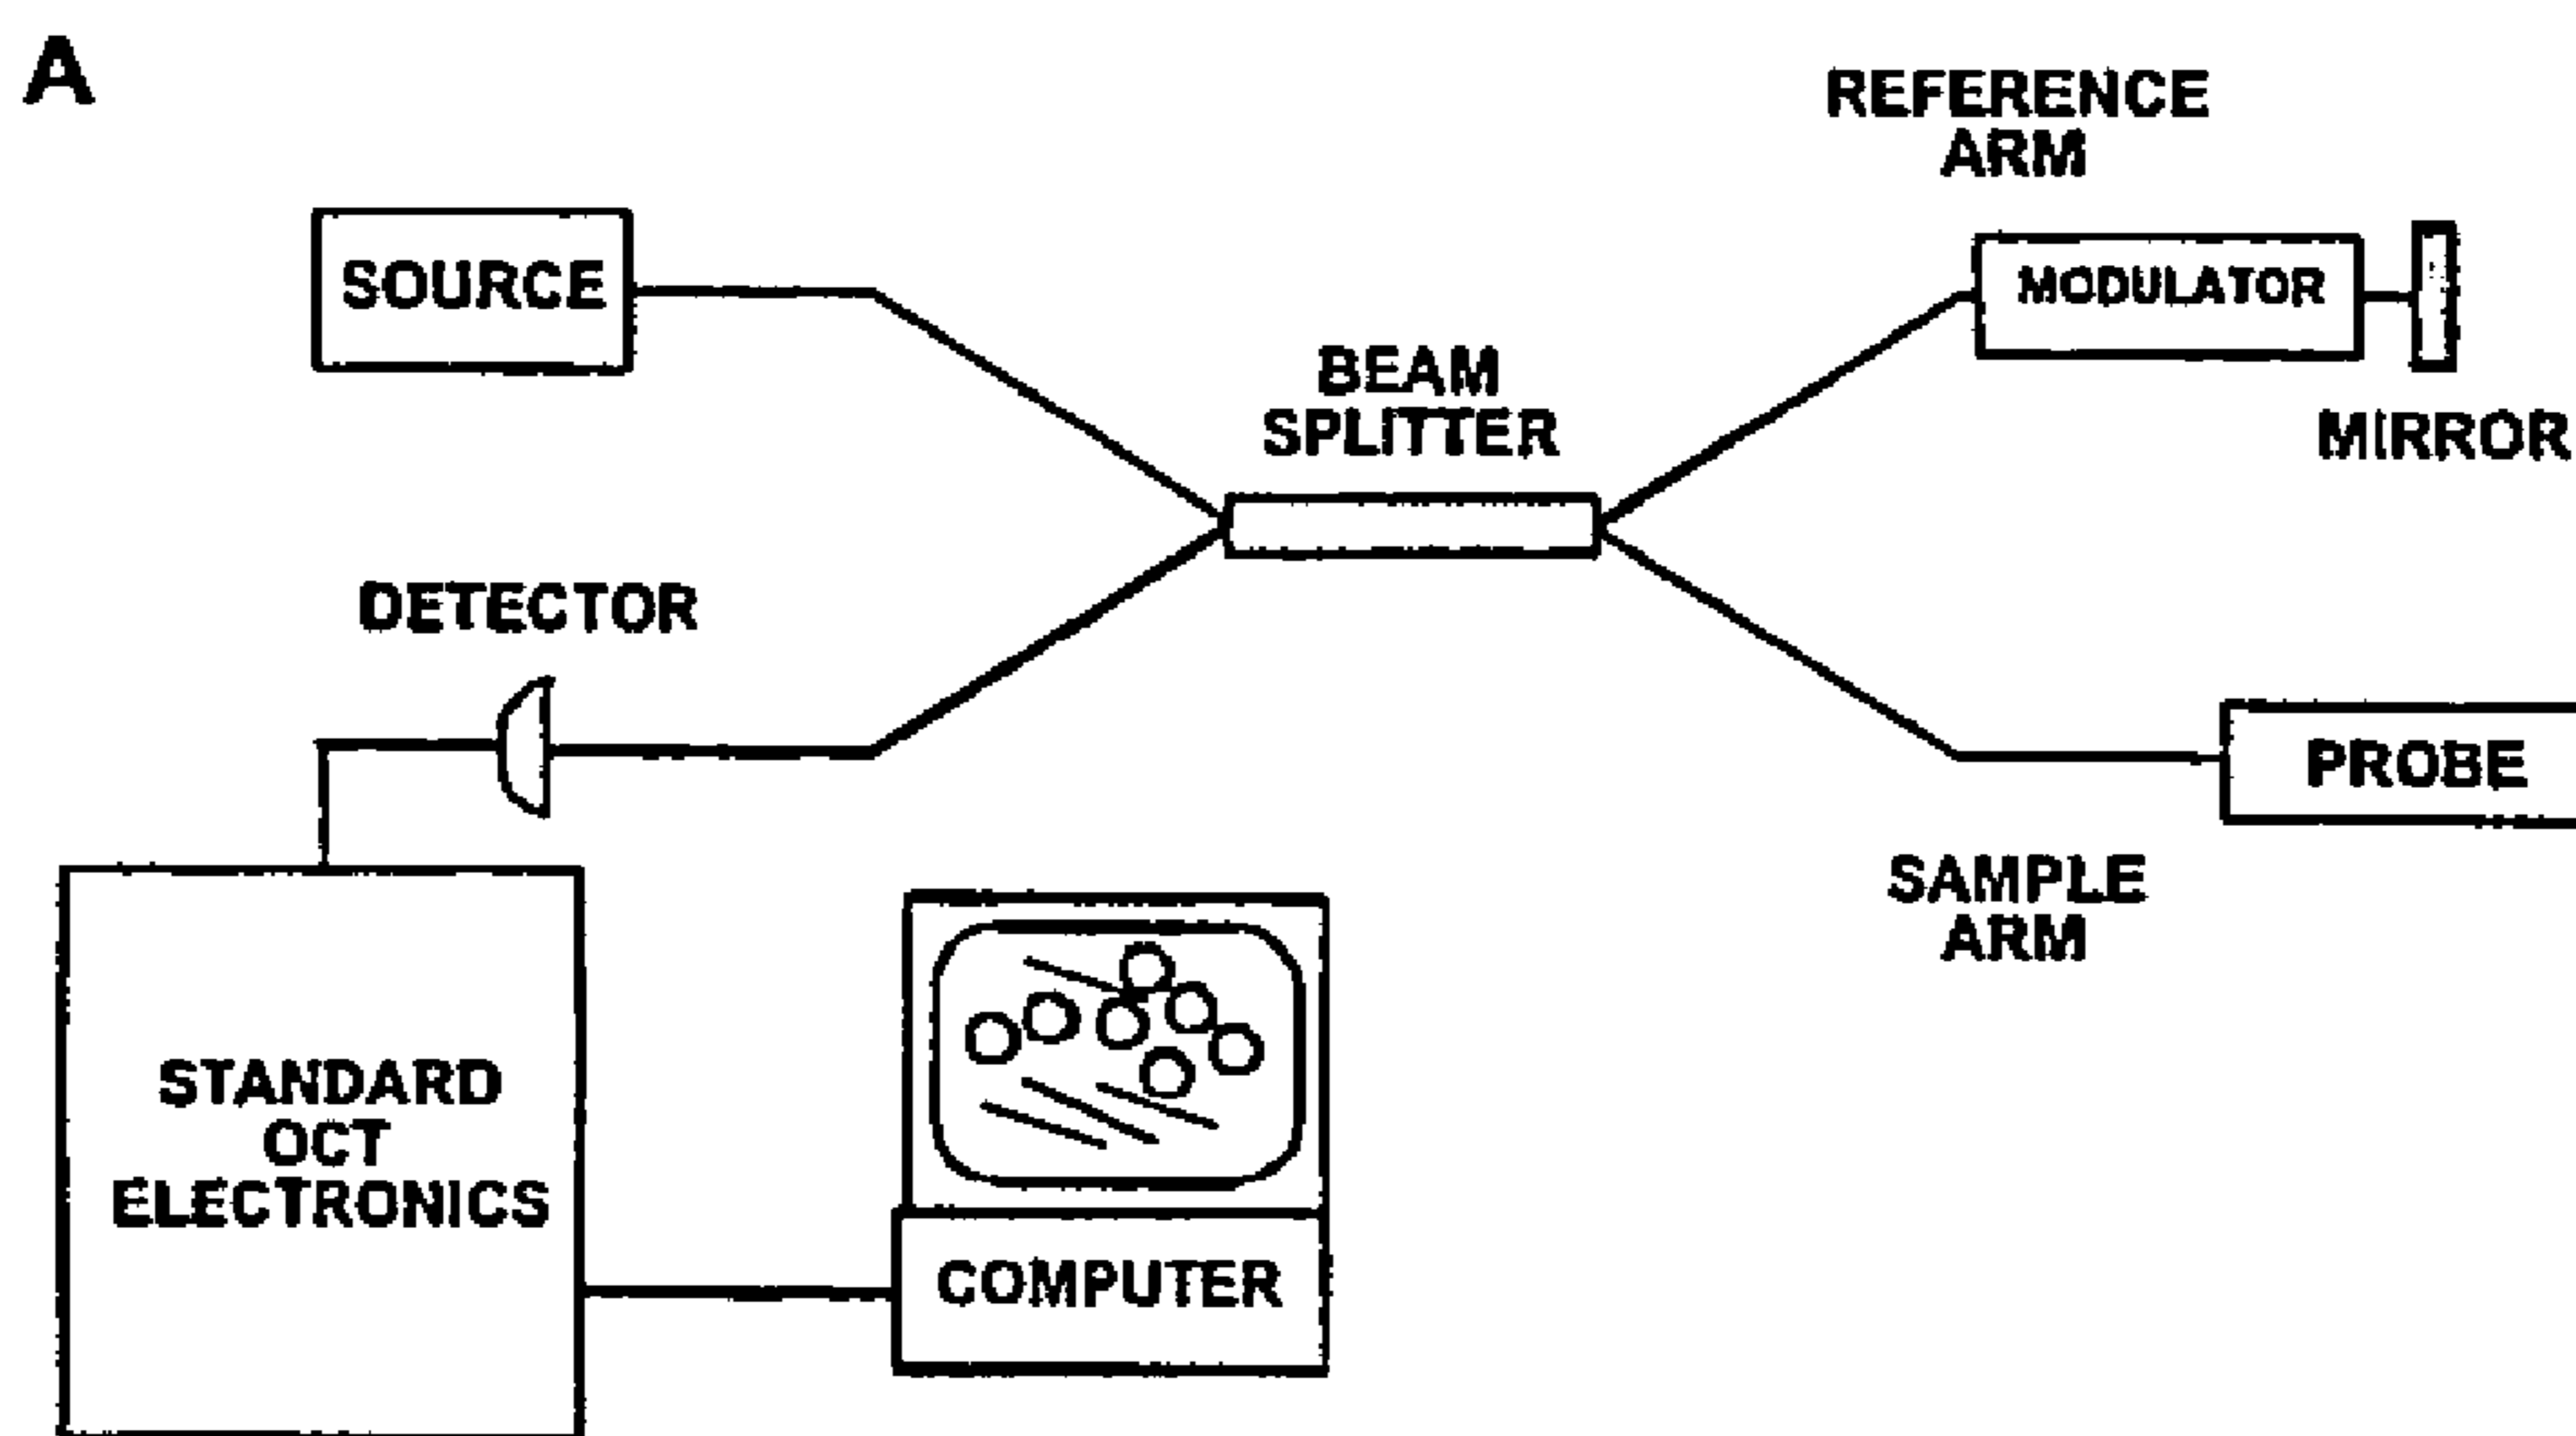 A
REFERENCE
ARM
SOURCE
MODULATOR
BEAM
SPLITTER
MIRROR
DETECTOR
PROBE
SAMPLE
ARM
STANDARD
OCT
ELECTRONICS
COMPUTER